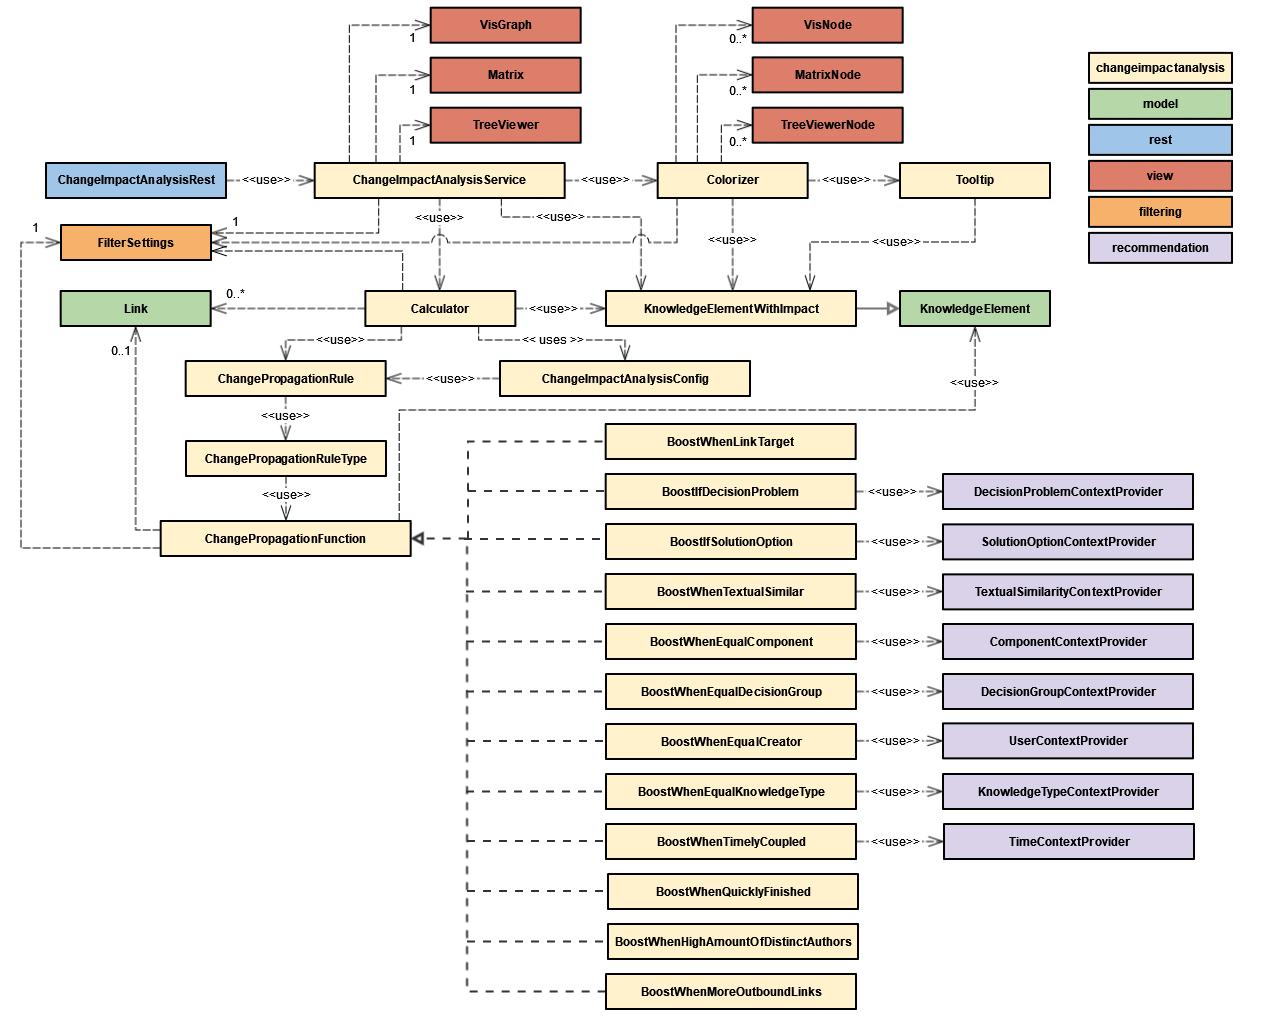 VisGraph
VisNode
1
0..*
changeimpactanalysis
Matrix
MatrixNode
1
0..*
model
TreeViewer
TreeViewerNode
1
0..*
rest
ChangeImpactAnalysisRest
<<use>>
ChangeImpactAnalysisService
<<use>>
Colorizer
<<use>>
Tooltip
view
filtering
recommendation
1
1
<<use>>
<<use>>
FilterSettings
<<use>>
<<use>>
0..*
Link
Calculator
<<use>>
KnowledgeElementWithImpact
KnowledgeElement
0..1
<<use>>
<< uses >>
ChangePropagationRule
<<use>>
ChangeImpactAnalysisConfig
<<use>>
<<use>>
ChangePropagationRuleType
<<use>>
ChangePropagationFunction
BoostWhenLinkTarget
BoostIfDecisionProblem
<<use>>
DecisionProblemContextProvider
BoostIfSolutionOption
<<use>>
SolutionOptionContextProvider
BoostWhenTextualSimilar
<<use>>
TextualSimilarityContextProvider
BoostWhenEqualComponent
<<use>>
ComponentContextProvider
BoostWhenEqualDecisionGroup
<<use>>
DecisionGroupContextProvider
BoostWhenEqualCreator
<<use>>
UserContextProvider
BoostWhenEqualKnowledgeType
<<use>>
KnowledgeTypeContextProvider
BoostWhenTimelyCoupled
<<use>>
TimeContextProvider
BoostWhenQuicklyFinished
BoostWhenHighAmountOfDistinctAuthors
BoostWhenMoreOutboundLinks